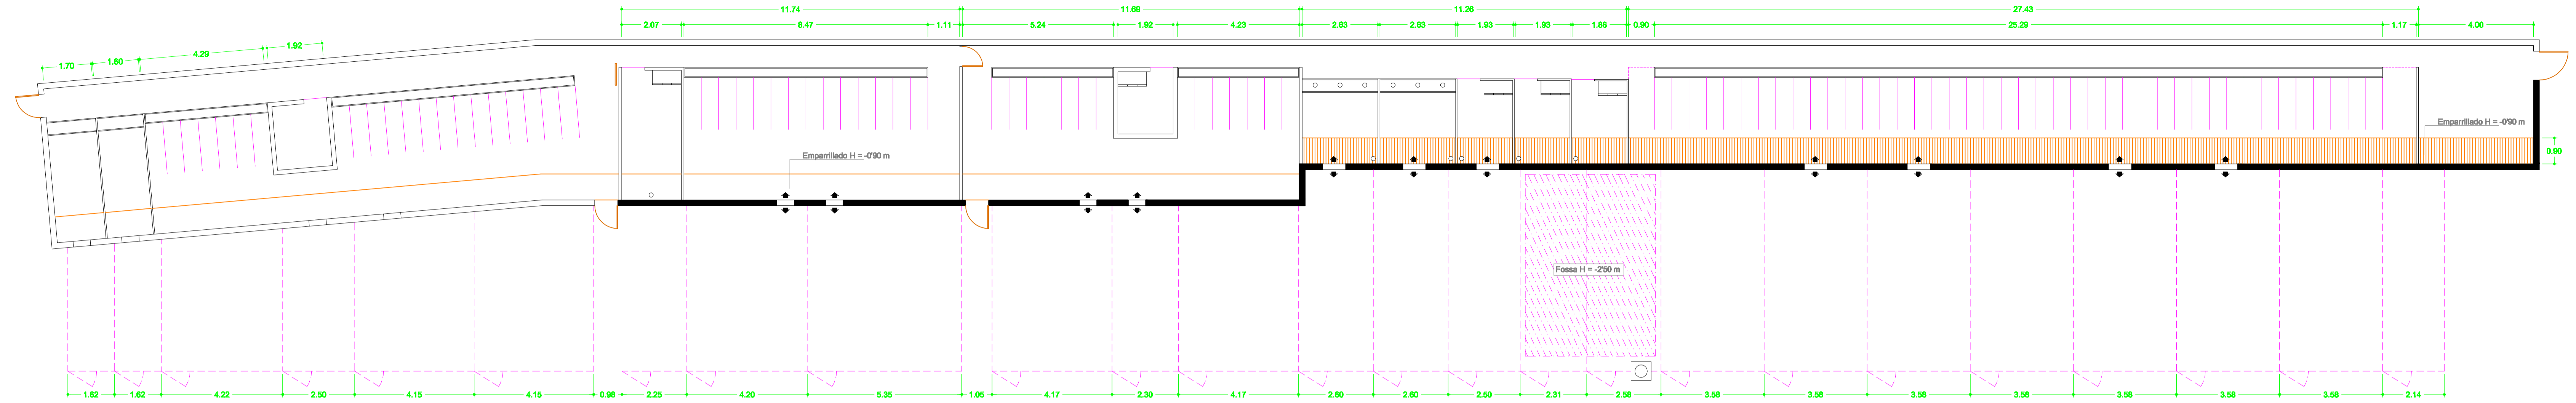 11.74 11.69 11.26 27.43
2.07 8.47 1.11 5.24 1.92 4.23 2.63 2.63 1.93 1.93 1.86 0.90 25.29 1.17 4.00
1.70 1.60 4.29 1.92
Emparrillado H = -0'90 m
Emparrillado H = -0'90 m
0.90
Fossa H = -2'50 m
1.62 1.62 4.22 2.50 4.15 4.15 0.98 2.25 4.20 5.35 1.05 4.17 2.30 4.17 2.60 2.60 2.50 2.31 2.58 3.58 3.58 3.58 3.58 3.58 3.58 3.58 2.14